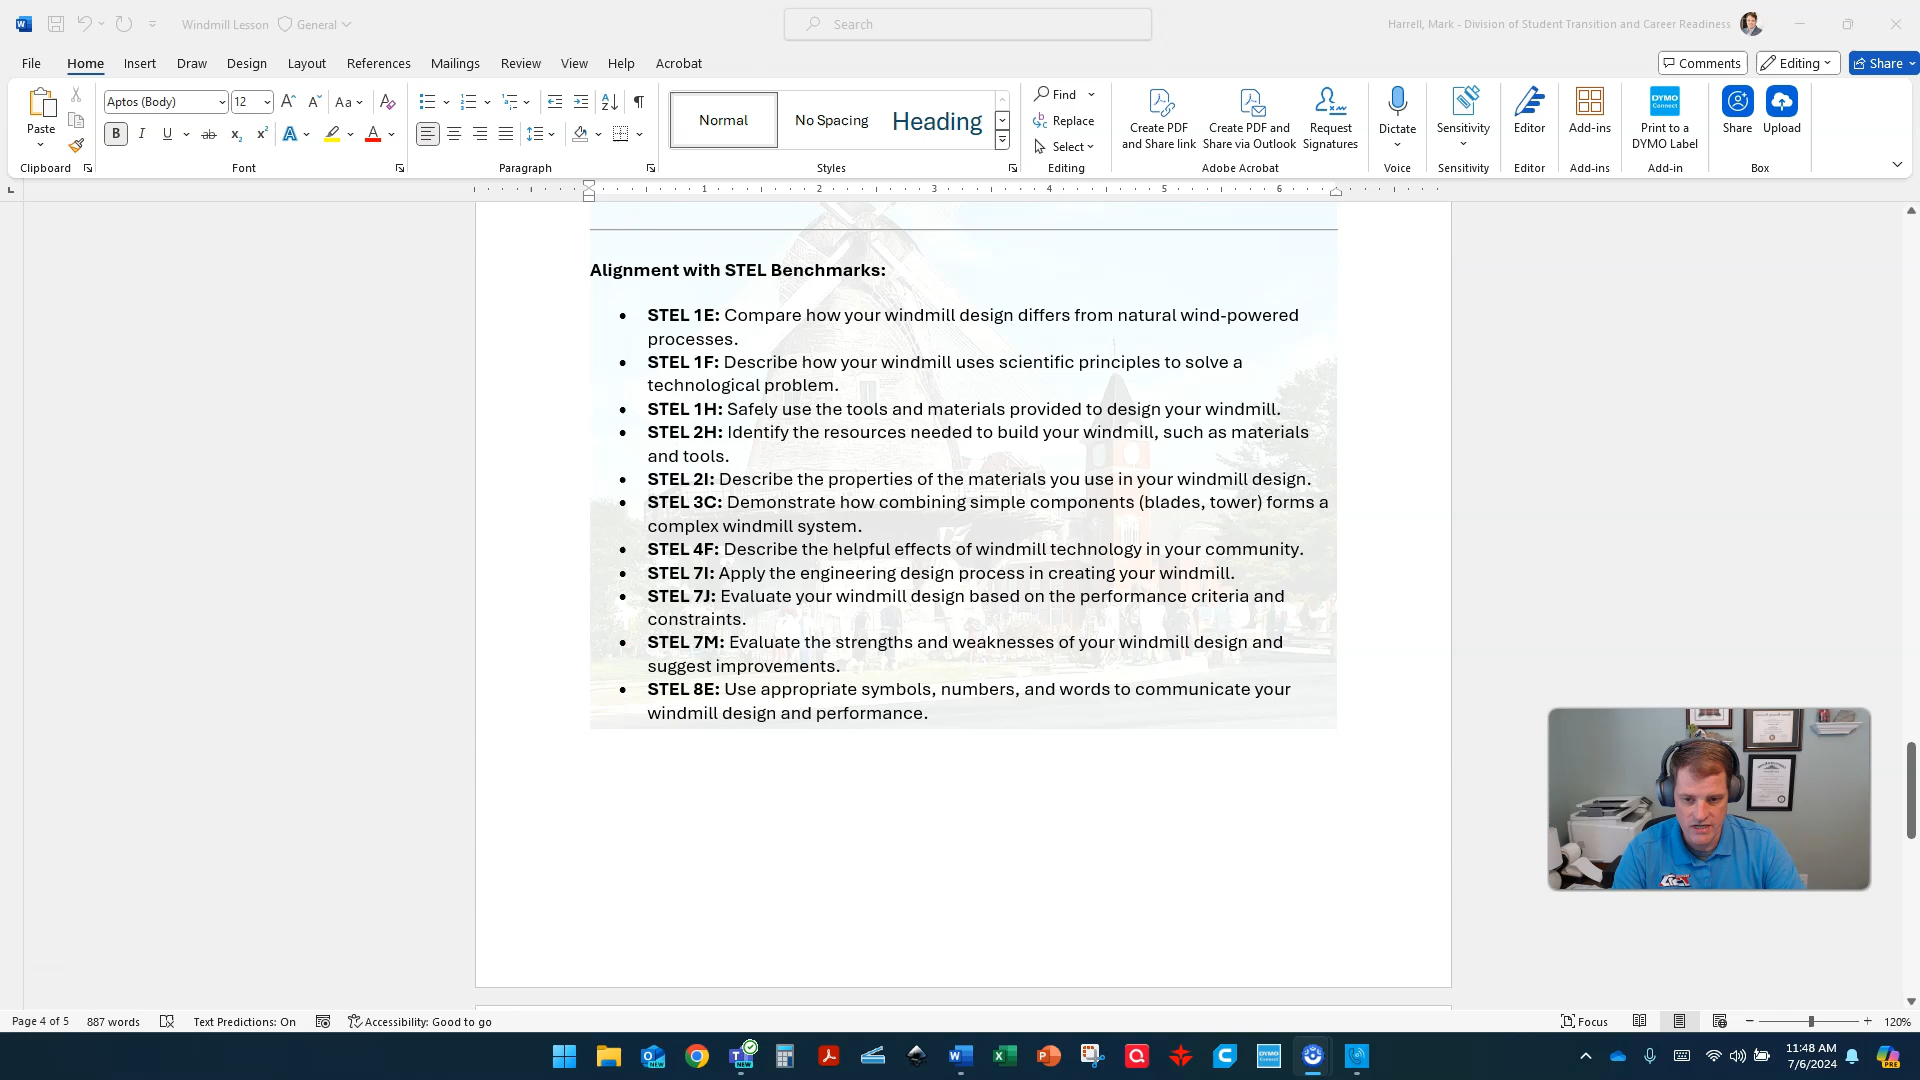 Windmill Lesson General
Search
Harrell, Mark - Division of Student Transition and Career Readiness
File Home Insert Draw Design Layout References Mailings Review View Help Acrobat
Comments Editing Share
Paste
Aptos (Body) 12
Normal No Spacing Heading
Find
Replace
Select
Create PDF and Share link
Create PDF and Share via Outlook
Request Signatures
Dictate
Sensitivity
Editor
Add-ins
Print to a DYMO Label
Share
Upload
Clipboard Font Paragraph Styles Editing Adobe Acrobat Voice Sensitivity Editor Add-ins Add-in Box
1 2 3 4 5 6
Alignment with STEL Benchmarks:
• STEL 1E: Compare how your windmill design differs from natural wind-powered
processes.
• STEL 1F: Describe how your windmill uses scientific principles to solve a
technological problem.
• STEL 1H: Safely use the tools and materials provided to design your windmill.
• STEL 2H: Identify the resources needed to build your windmill, such as materials
and tools.
• STEL 2I: Describe the properties of the materials you use in your windmill design.
• STEL 3C: Demonstrate how combining simple components (blades, tower) forms a
complex windmill system.
• STEL 4F: Describe the helpful effects of windmill technology in your community.
• STEL 7I: Apply the engineering design process in creating your windmill.
• STEL 7J: Evaluate your windmill design based on the performance criteria and
constraints.
• STEL 7M: Evaluate the strengths and weaknesses of your windmill design and
suggest improvements.
• STEL 8E: Use appropriate symbols, numbers, and words to communicate your
windmill design and performance.
Page 4 of 5 887 words Text Predictions: On Accessibility: Good to go
Focus
120%
11:48 AM
7/6/2024